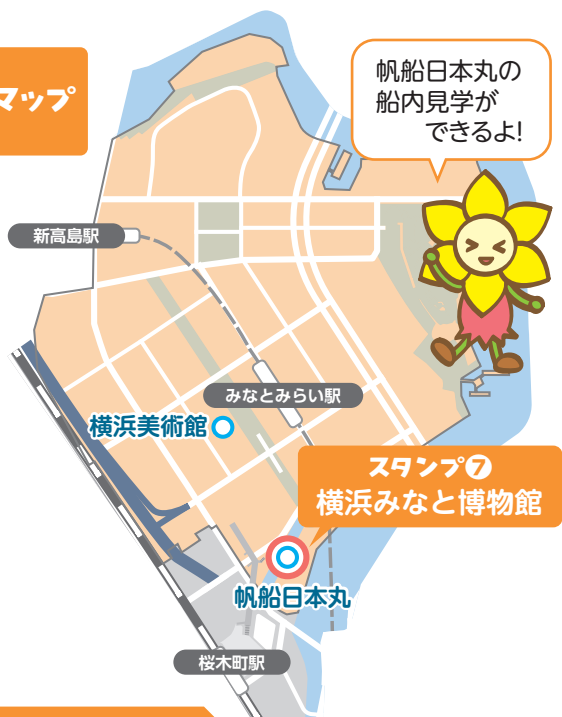 マップ
帆船日本丸の
船内見学が
できるよ!
新高島駅
みなとみらい駅
横浜美術館
スタンプ❼
横浜みなと博物館
帆船日本丸
桜木町駅